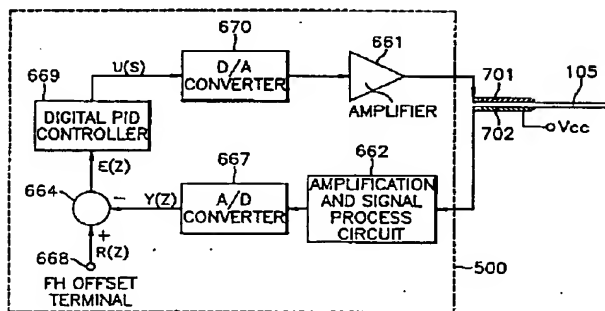 670
D/A
CONVERTER
661
AMPLIFIER
701
105
702
Vcc
U(S)
669
DIGITAL PID
CONTROLLER
E(Z)
664
−
Y(Z)
667
A/D
CONVERTER
662
AMPLIFICATION
AND SIGNAL
PROCESS
CIRCUIT
+
R(Z)
668
FH OFFSET
TERMINAL
500